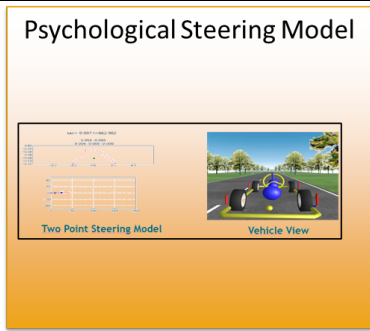 Psychological Steering Model
Two Point Steering Model
Vehicle View